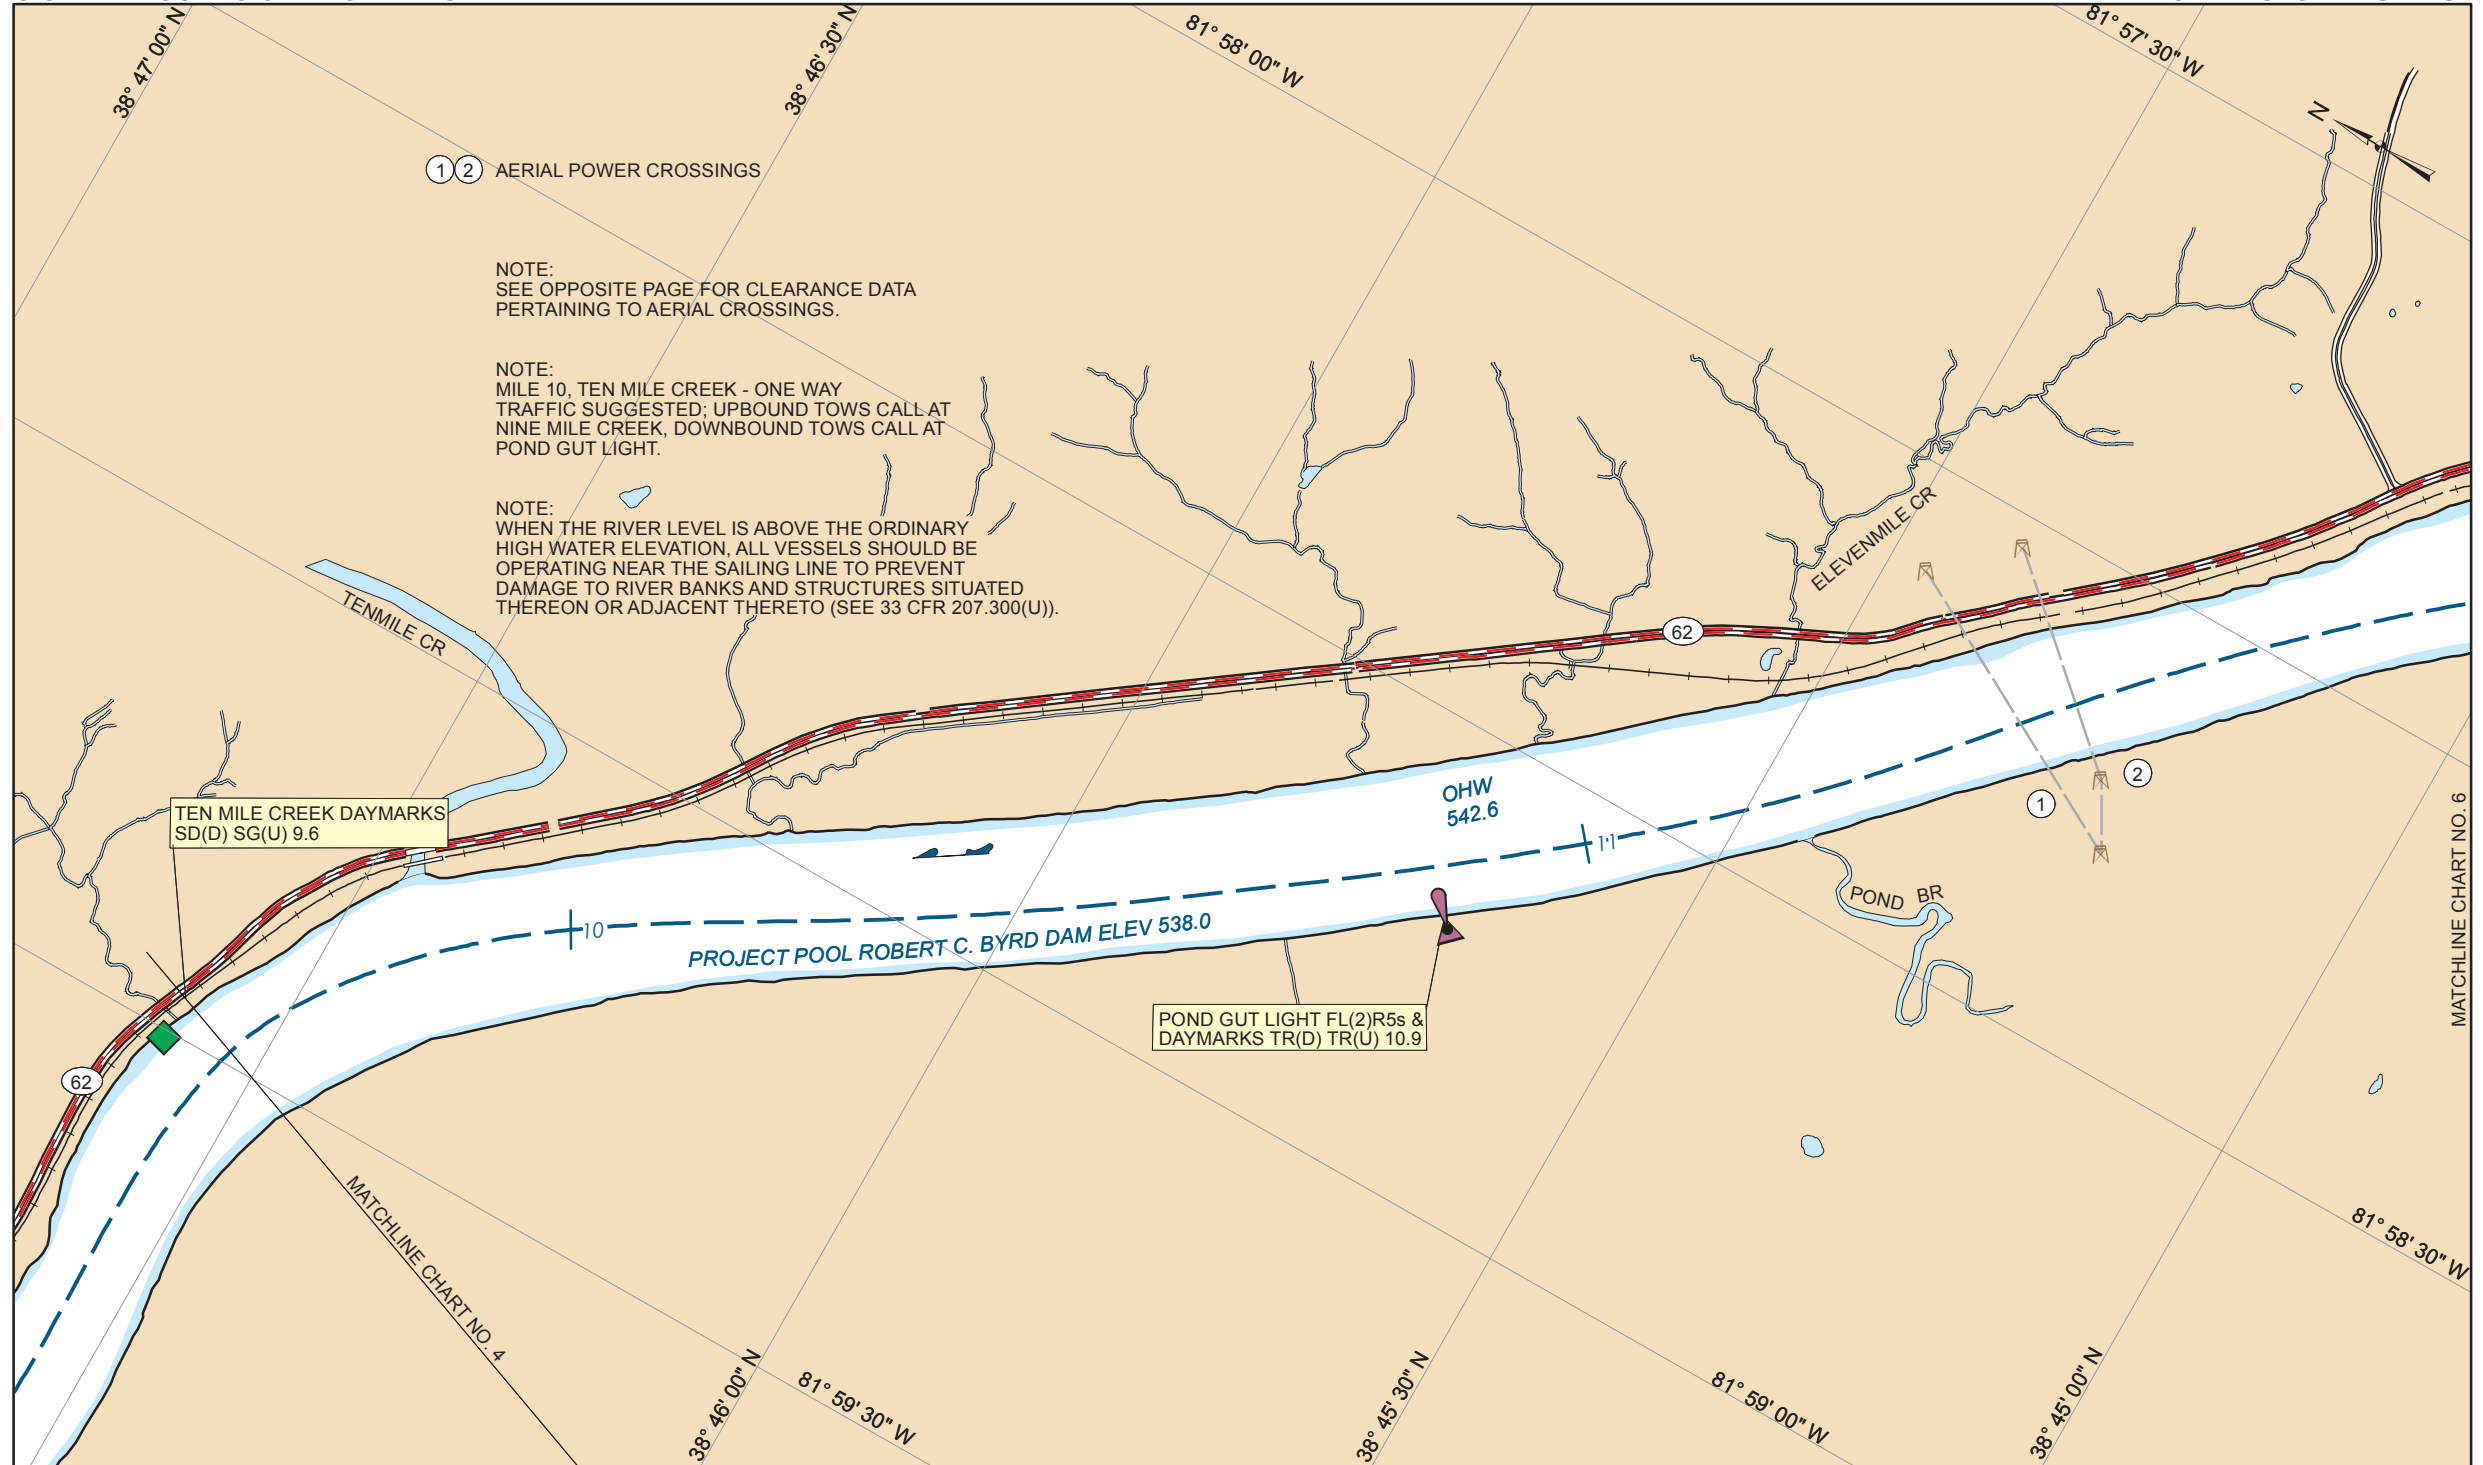 38° 47' 00" N
38° 46' 30" N
81° 58' 00" W
81° 57' 30" W
N
1 2 AERIAL POWER CROSSINGS
NOTE:
SEE OPPOSITE PAGE FOR CLEARANCE DATA
PERTAINING TO AERIAL CROSSINGS.
NOTE:
MILE 10, TEN MILE CREEK - ONE WAY
TRAFFIC SUGGESTED; UPBOUND TOWS CALL AT
NINE MILE CREEK, DOWNBOUND TOWS CALL AT
POND GUT LIGHT.
NOTE:
WHEN THE RIVER LEVEL IS ABOVE THE ORDINARY
HIGH WATER ELEVATION, ALL VESSELS SHOULD BE
OPERATING NEAR THE SAILING LINE TO PREVENT
DAMAGE TO RIVER BANKS AND STRUCTURES SITUATED
THEREON OR ADJACENT THERETO (SEE 33 CFR 207.300(U)).
TENMILE CR
ELEVENMILE CR
62
TEN MILE CREEK DAYMARKS
SD(D) SG(U) 9.6
OHW
542.6
1
2
11
10
PROJECT POOL ROBERT C. BYRD DAM ELEV 538.0
POND BR
MATCHLINE CHART NO. 6
POND GUT LIGHT FL(2)R5s &
DAYMARKS TR(D) TR(U) 10.9
62
MATCHLINE CHART NO. 4
81° 58' 30" W
38° 46' 00" N
81° 59' 30" W
38° 45' 30" N
81° 59' 00" W
38° 45' 00" N